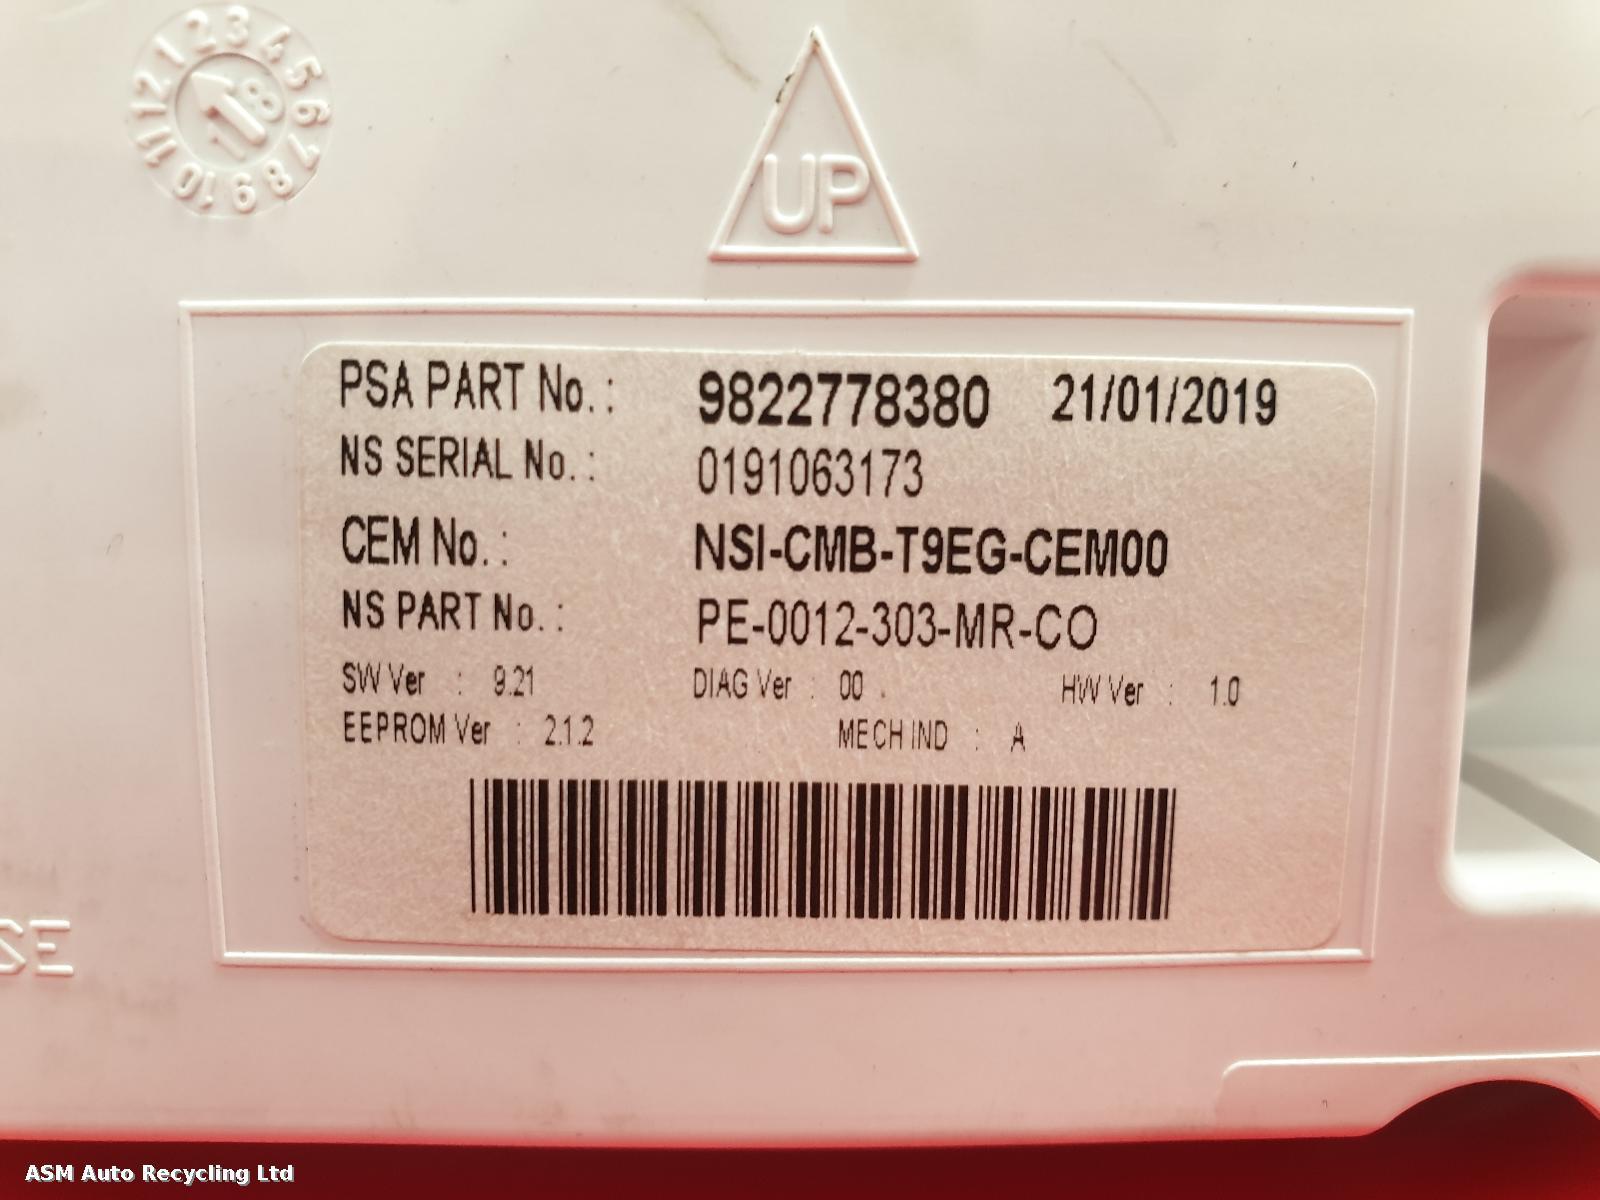 1 2 3 4 5 6 7 8 9 10 11 12
18
UP
PSA PART No. : 9822778380 21/01/2019
NS SERIAL No. : 0191063173
CEM No. : NSI-CMB-T9EG-CEM00
NS PART No. : PE-0012-303-MR-CO
SW Ver : 9.21 DIAG Ver : 00 . HW Ver : 1.0
EEPROM Ver : 2.1.2 MECH IND : A
ASM Auto Recycling Ltd